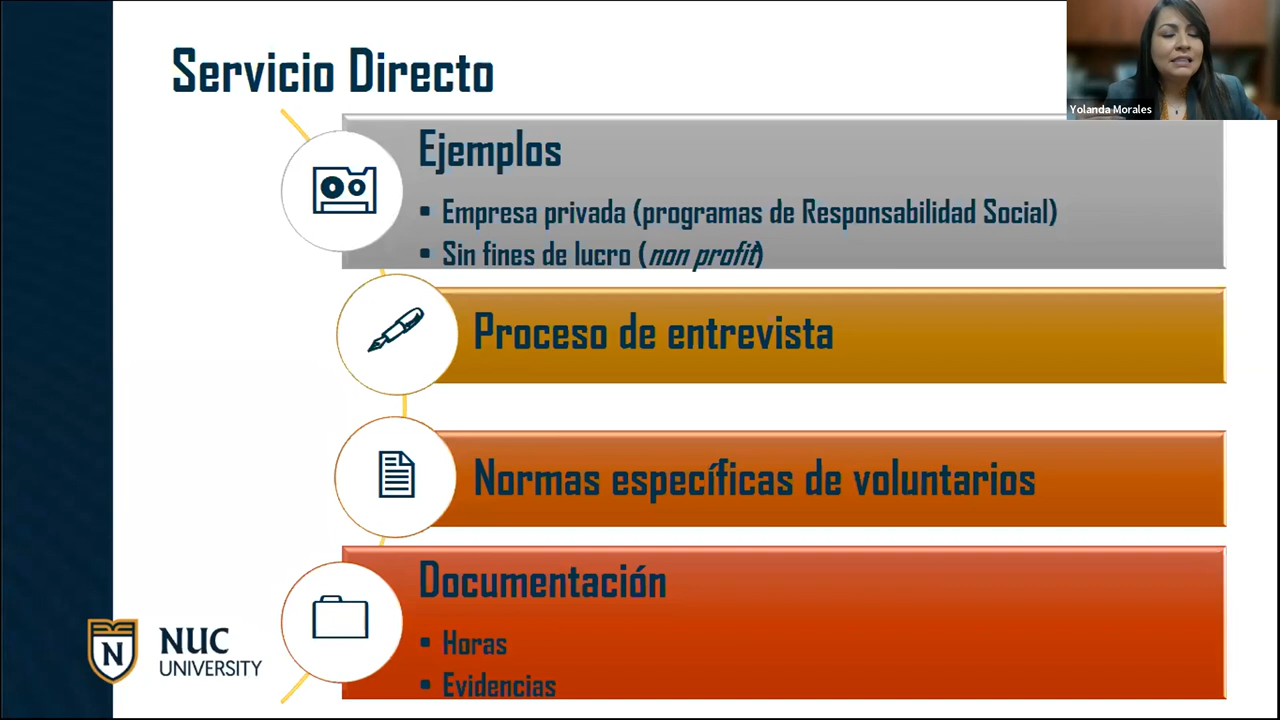 Servicio Directo
Yolanda Morales
Ejemplos
▪ Empresa privada (programas de Responsabilidad Social)
▪ Sin fines de lucro (non profit)
Proceso de entrevista
Normas específicas de voluntarios
Documentación
▪ Horas
▪ Evidencias
N
NUC
UNIVERSITY